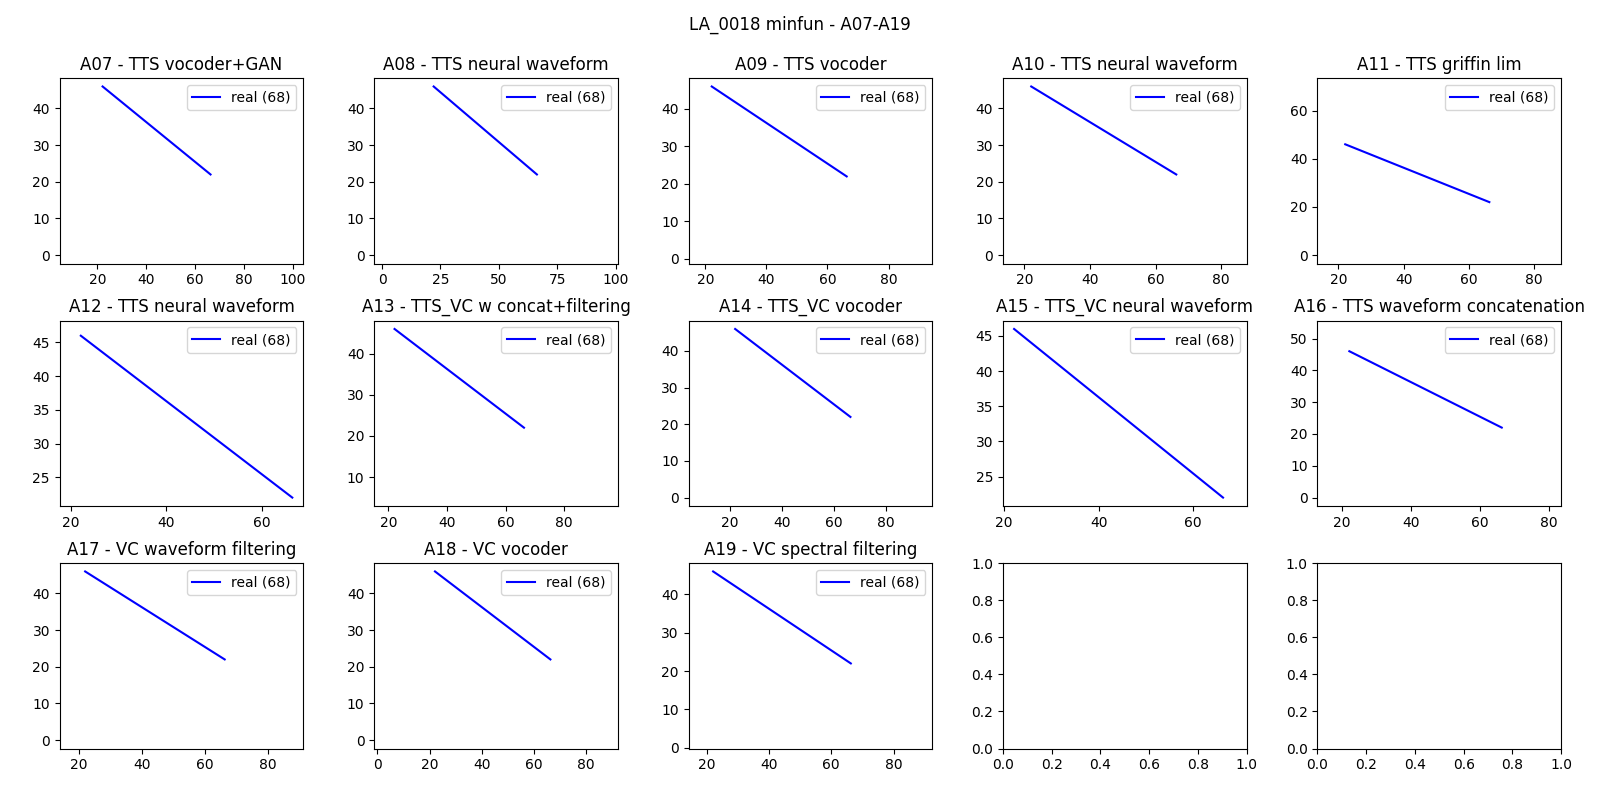 LA_0018 minfun - A07-A19
A07 - TTS vocoder+GAN
real (68)
40
30
20
10
0
20 40 60 80 100
A08 - TTS neural waveform
real (68)
40
30
20
10
0
0 25 50 75 100
A09 - TTS vocoder
real (68)
40
30
20
10
0
20 40 60 80
A10 - TTS neural waveform
real (68)
40
30
20
10
0
20 40 60 80
A11 - TTS griffin lim
real (68)
60
40
20
0
20 40 60 80
A12 - TTS neural waveform
real (68)
45
40
35
30
25
20 40 60
A13 - TTS_VC w concat+filtering
real (68)
40
30
20
10
20 40 60 80
A14 - TTS_VC vocoder
real (68)
40
30
20
10
0
20 40 60 80
A15 - TTS_VC neural waveform
real (68)
45
40
35
30
25
20 40 60
A16 - TTS waveform concatenation
real (68)
50
40
30
20
10
0
20 40 60 80
A17 - VC waveform filtering
real (68)
40
30
20
10
0
20 40 60 80
A18 - VC vocoder
real (68)
40
30
20
10
0
0 20 40 60 80
A19 - VC spectral filtering
real (68)
40
30
20
10
0
20 40 60 80
1.0
0.8
0.6
0.4
0.2
0.0
0.0 0.2 0.4 0.6 0.8 1.0
1.0
0.8
0.6
0.4
0.2
0.0
0.0 0.2 0.4 0.6 0.8 1.0